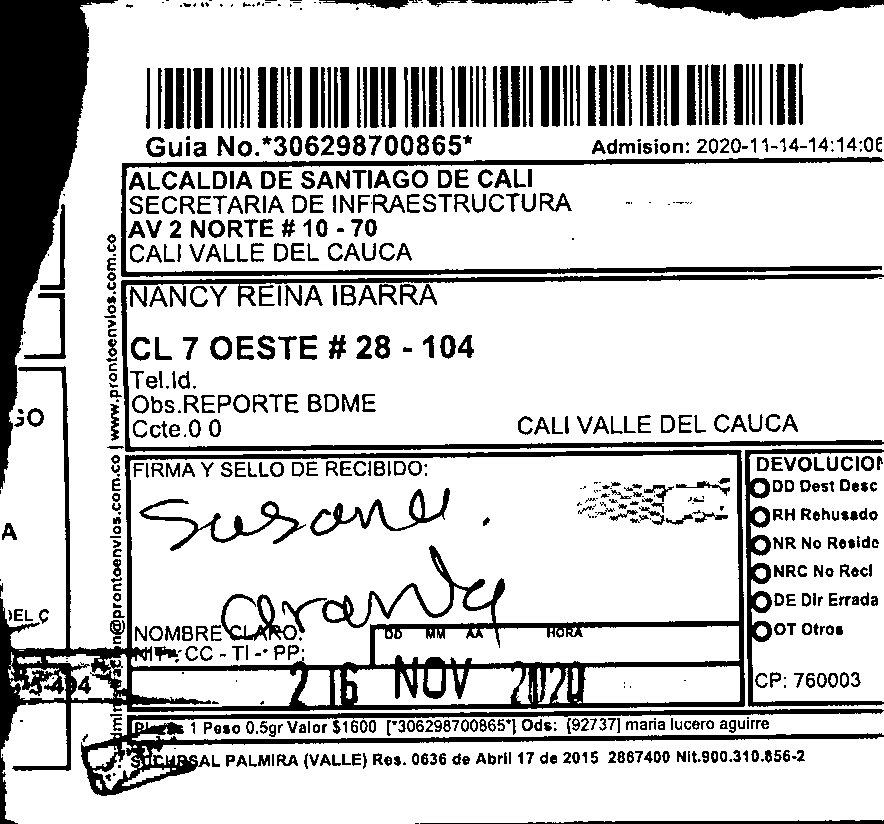 Guia No.*306298700865*
Admision: 2020-11-14-14:14:06
ALCALDIA DE SANTIAGO DE CALI
SECRETARIA DE INFRAESTRUCTURA
AV 2 NORTE # 10 - 70
CALI VALLE DEL CAUCA
NANCY REINA IBARRA
CL 7 OESTE # 28 - 104
Tel.Id.
Obs.REPORTE BDME
Ccte.0 0
CALI VALLE DEL CAUCA
@prontoenvios.com.co | www.prontoenvios.com.co
FIRMA Y SELLO DE RECIBIDO:
Susana
NOMBRE CLARO:
NIT - CC - TI - PP:
DD MM AA HORA
NOV 2020
DEVOLUCION
DD Dest Desc
RH Rehusado
NR No Reside
NRC No Recl
DE Dir Errada
OT Otros
CP: 760003
1 Peso 0.5gr Valor $1600 [*306298700865*] Ods: [92737] maria lucero aguirre
SUCURSAL PALMIRA (VALLE) Res. 0636 de Abril 17 de 2015 2867400 Nit.900.310.856-2
GO
A
DEL C